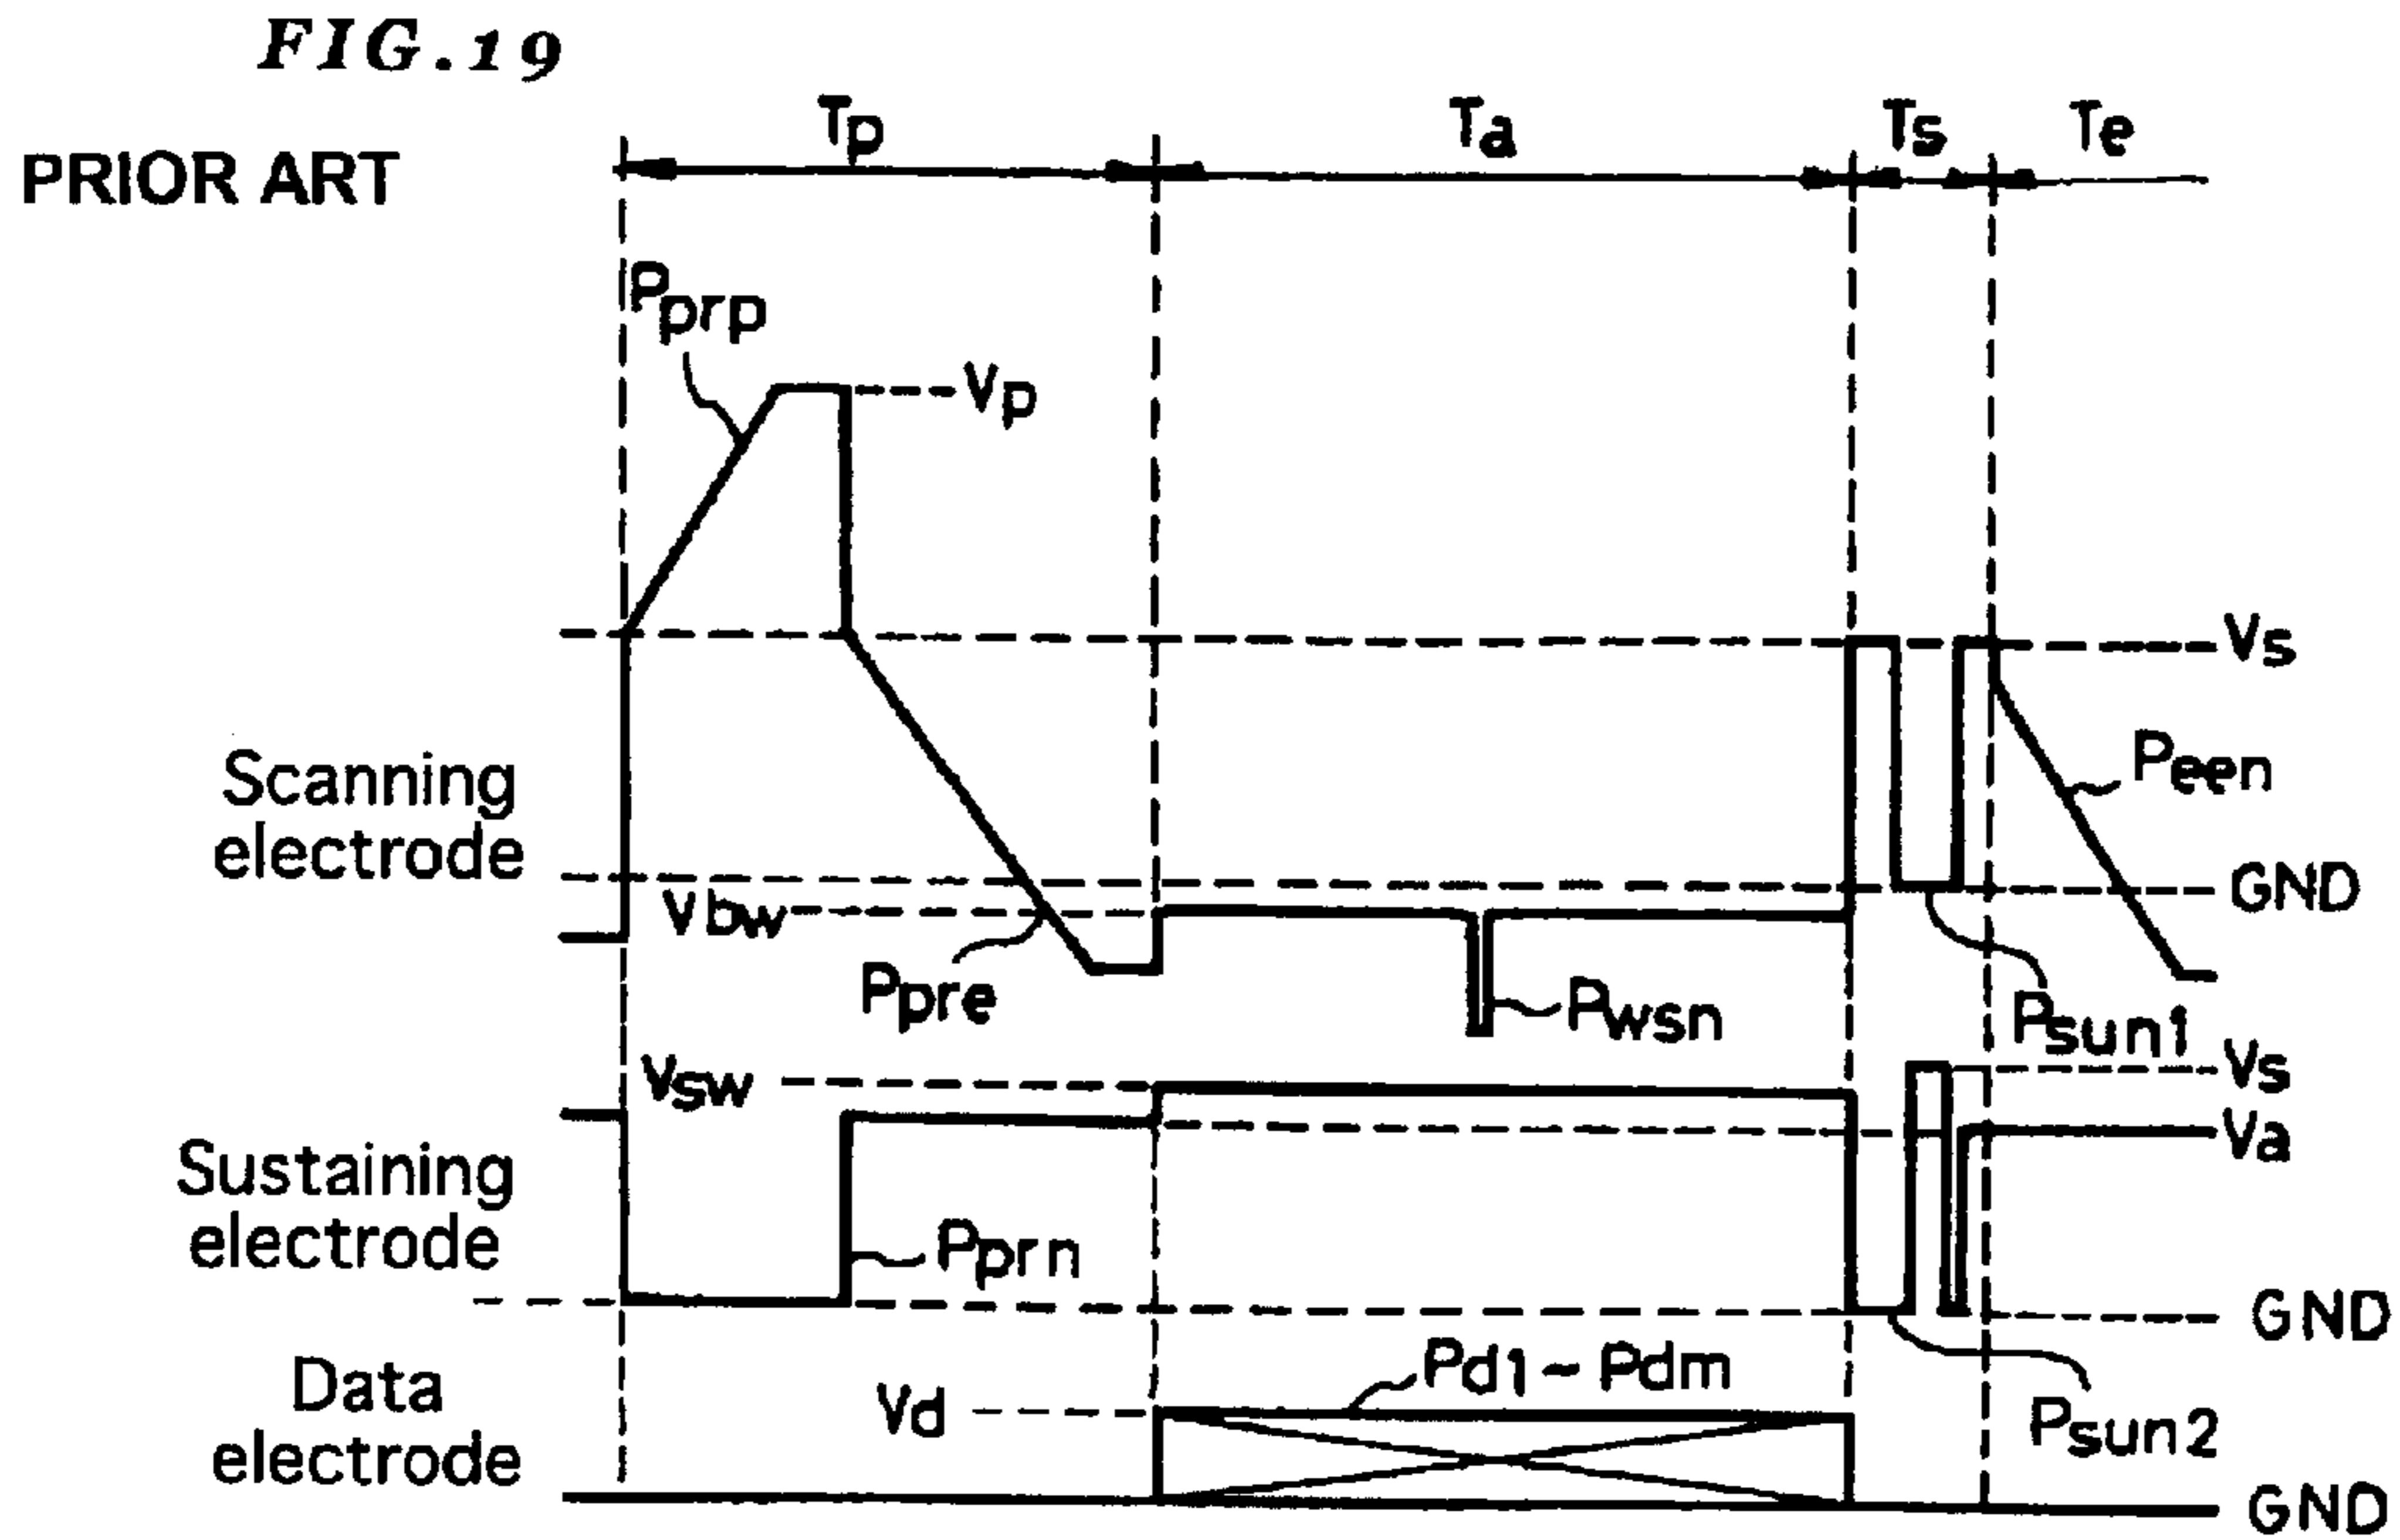 FIG.19
PRIOR ART
Tp
Ta
Ts
Te
Pprp
Vp
Vs
Scanning
electrode
Peen
GND
Vbw
Ppre
Pwsn
Psun1
Vsw
Vs
Va
Sustaining
electrode
Pprn
GND
Data
electrode
Vd
Pd1 ~ Pdm
Psun2
GND